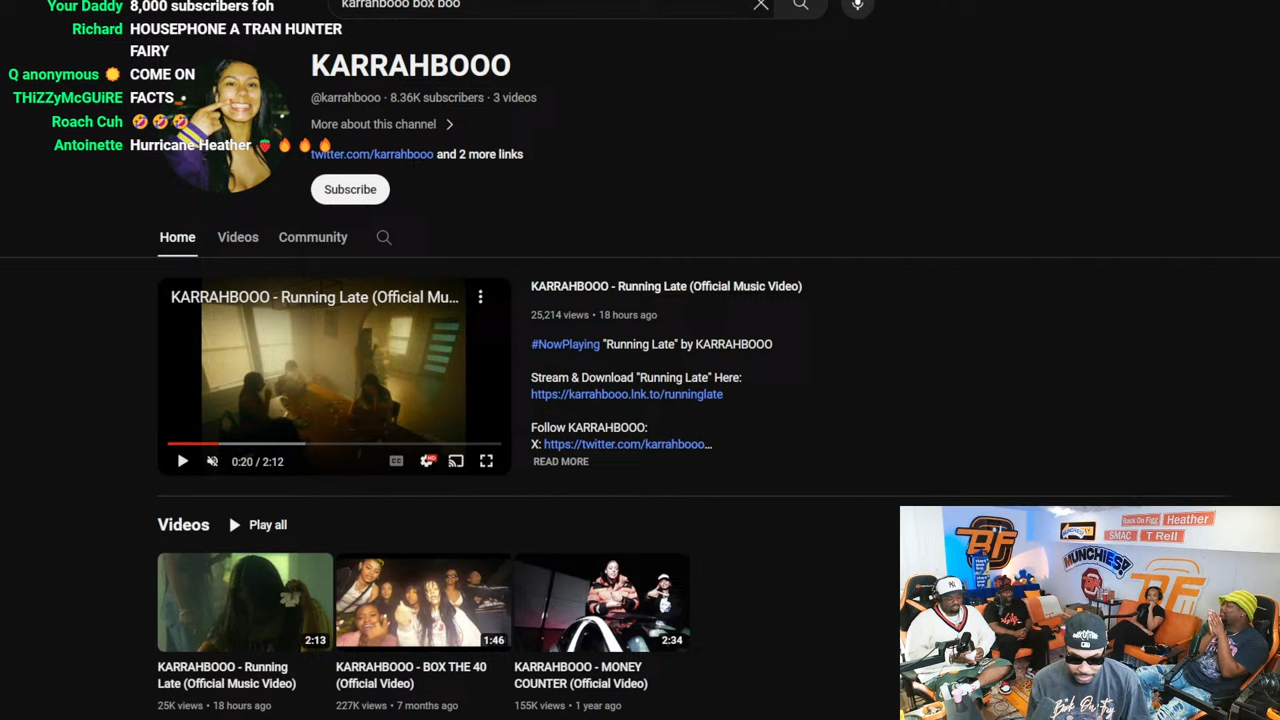 Your Daddy 8,000 subscribers foh
karrahbooo box boo
Richard HOUSEPHONE A TRAN HUNTER
FAIRY
Q anonymous COME ON
THiZZyMcGUiRE FACTS
Roach Cuh
Antoinette Hurricane Heather
KARRAHBOOO
@karrahbooo · 8.36K subscribers · 3 videos
More about this channel
twitter.com/karrahbooo and 2 more links
Subscribe
Home Videos Community
KARRAHBOOO - Running Late (Official Mu...
0:20 / 2:12
KARRAHBOOO - Running Late (Official Music Video)
25,214 views · 18 hours ago
#NowPlaying "Running Late" by KARRAHBOOO
Stream & Download "Running Late" Here:
https://karrahbooo.lnk.to/runninglate
Follow KARRAHBOOO:
X: https://twitter.com/karrahbooo...
READ MORE
Videos Play all
2:13
1:46
2:34
KARRAHBOOO - Running
Late (Official Music Video)
25K views · 18 hours ago
KARRAHBOOO - BOX THE 40
(Official Video)
227K views · 7 months ago
KARRAHBOOO - MONEY
COUNTER (Official Video)
155K views · 1 year ago
Back On Figg Heather
SMAC T Rell
MUNCHIES!
BF